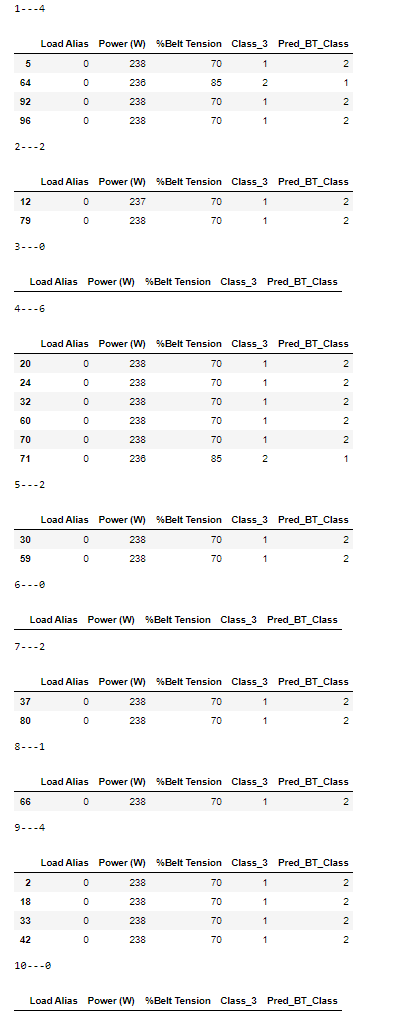 1---4
Load Alias Power (W) %Belt Tension Class_3 Pred_BT_Class
5 0 238 70 1 2
64 0 236 85 2 1
92 0 238 70 1 2
96 0 238 70 1 2
2---2
Load Alias Power (W) %Belt Tension Class_3 Pred_BT_Class
12 0 237 70 1 2
79 0 238 70 1 2
3---0
Load Alias Power (W) %Belt Tension Class_3 Pred_BT_Class
4---6
Load Alias Power (W) %Belt Tension Class_3 Pred_BT_Class
20 0 238 70 1 2
24 0 238 70 1 2
32 0 238 70 1 2
60 0 238 70 1 2
70 0 238 70 1 2
71 0 236 85 2 1
5---2
Load Alias Power (W) %Belt Tension Class_3 Pred_BT_Class
30 0 238 70 1 2
59 0 238 70 1 2
6---0
Load Alias Power (W) %Belt Tension Class_3 Pred_BT_Class
7---2
Load Alias Power (W) %Belt Tension Class_3 Pred_BT_Class
37 0 238 70 1 2
80 0 238 70 1 2
8---1
Load Alias Power (W) %Belt Tension Class_3 Pred_BT_Class
66 0 238 70 1 2
9---4
Load Alias Power (W) %Belt Tension Class_3 Pred_BT_Class
2 0 238 70 1 2
18 0 238 70 1 2
33 0 238 70 1 2
42 0 238 70 1 2
10---0
Load Alias Power (W) %Belt Tension Class_3 Pred_BT_Class